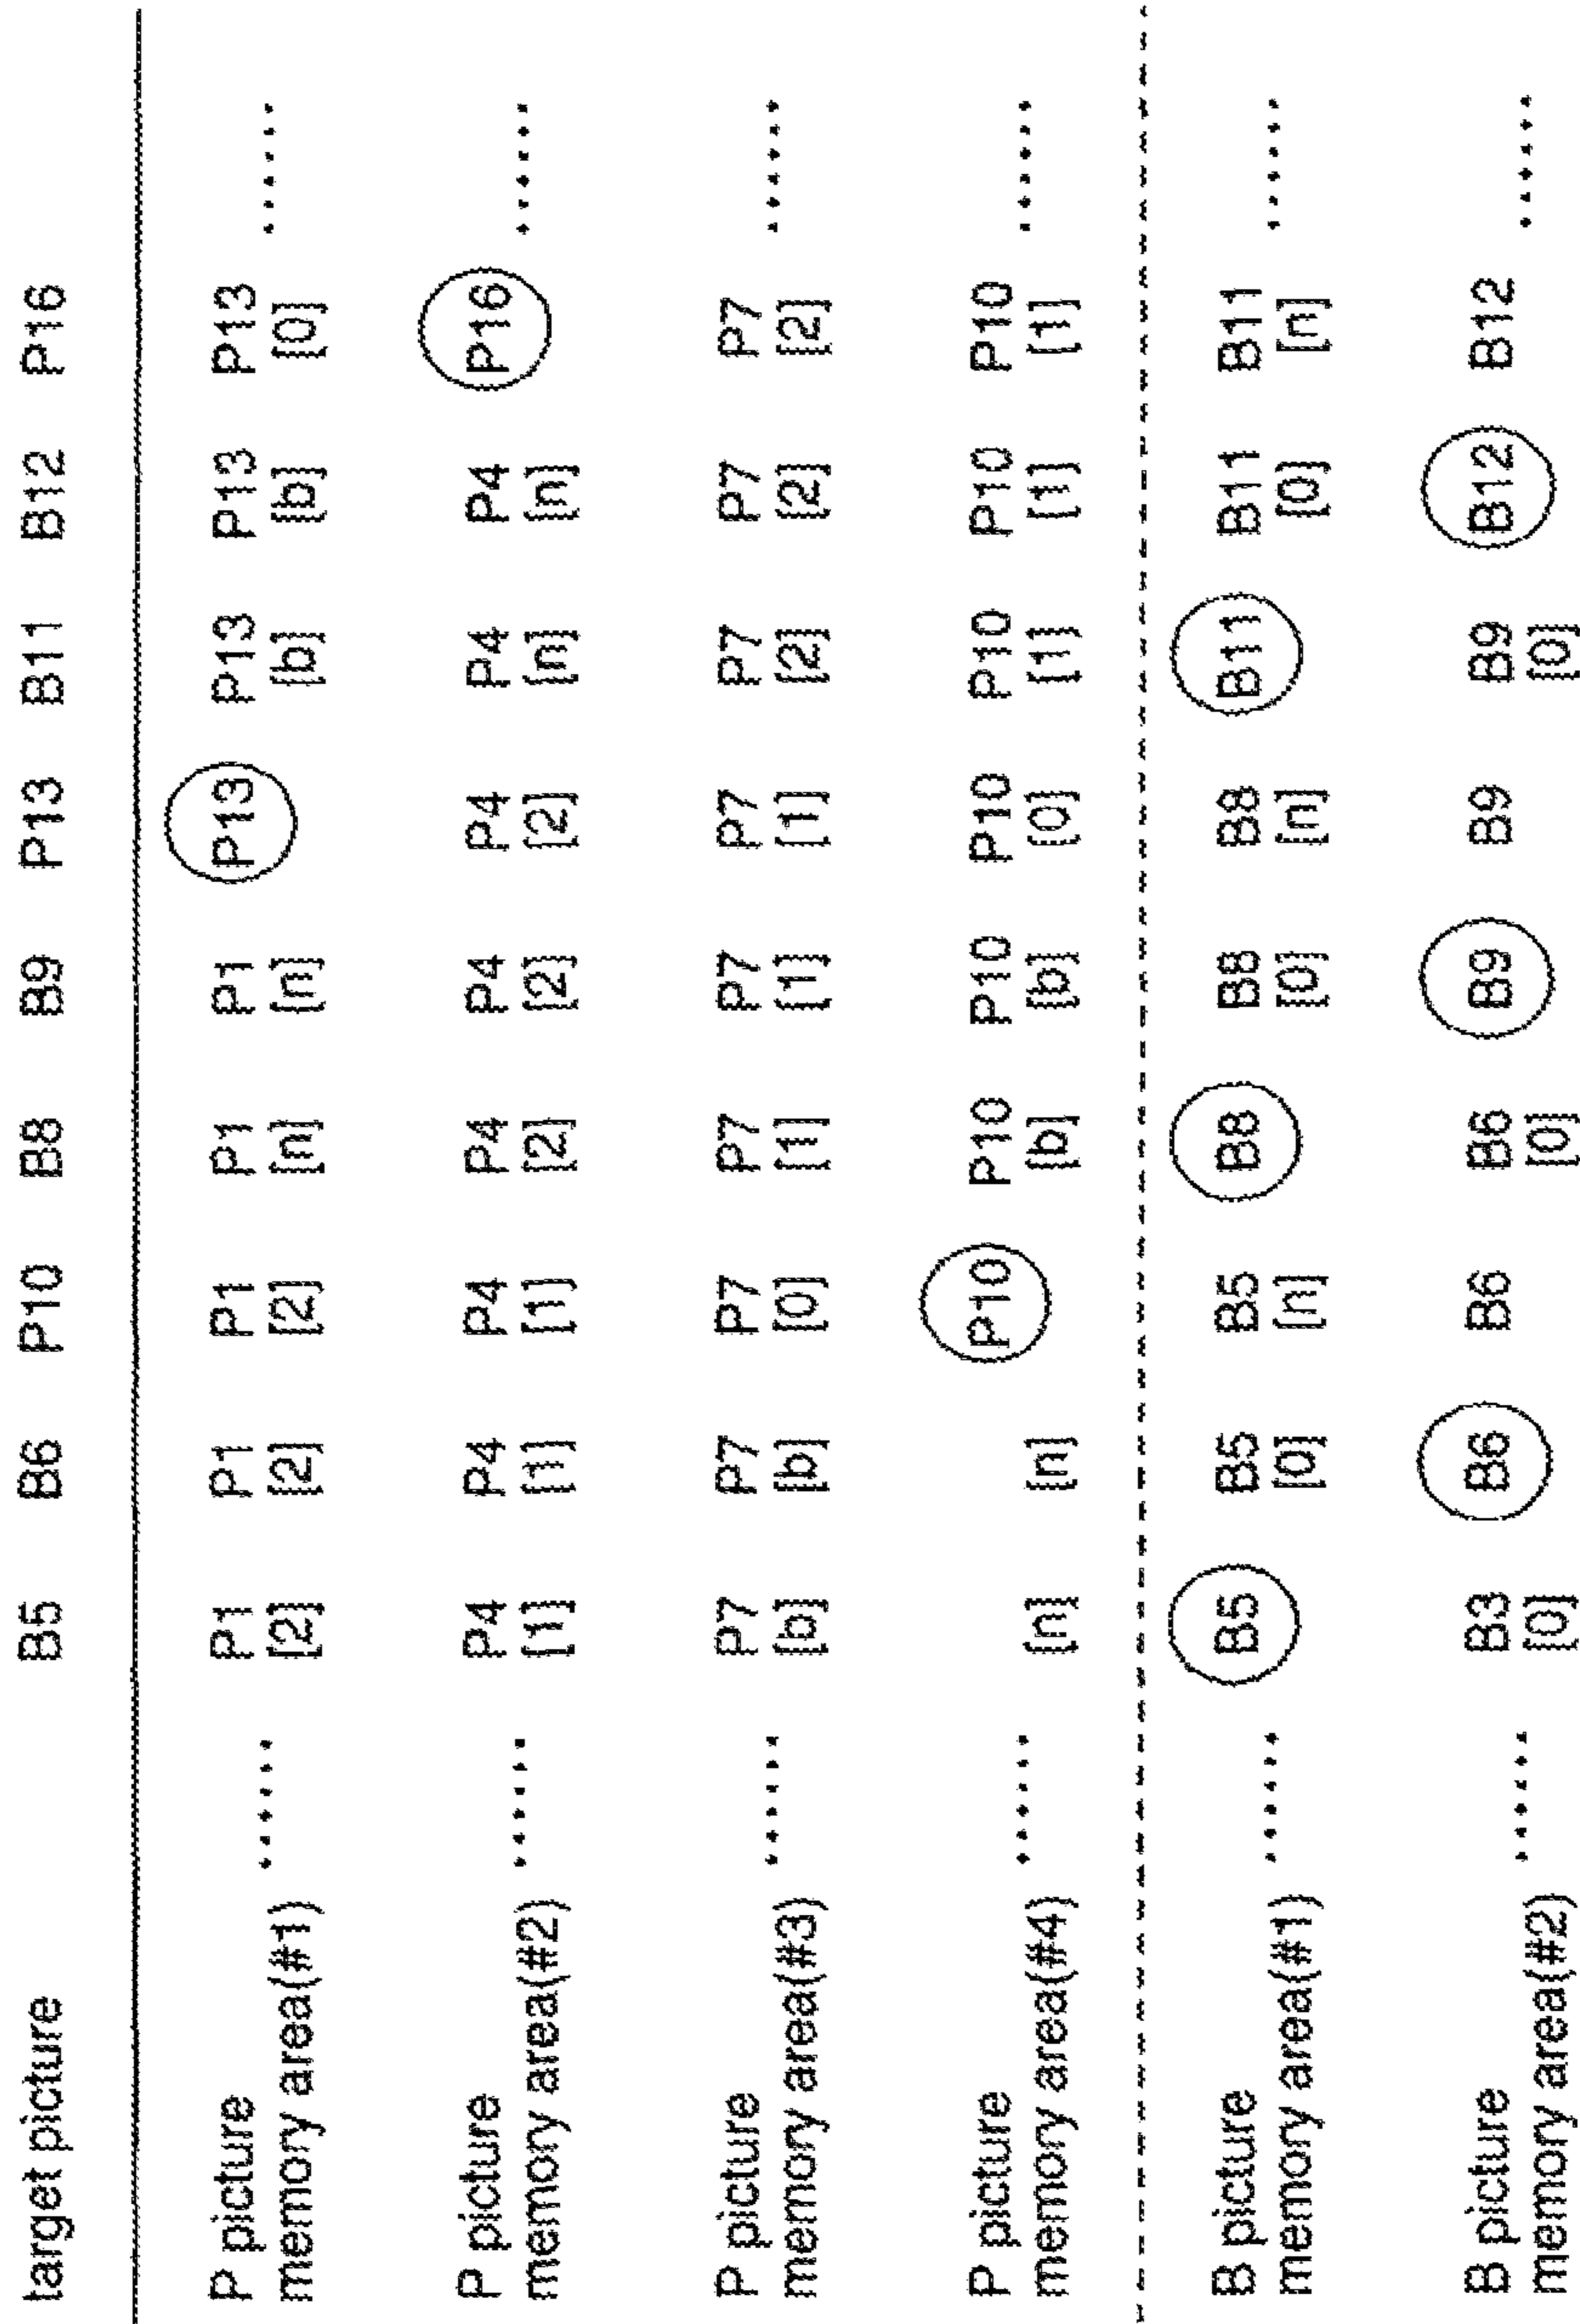 target picture B5 B6 P10 B8 B9 P13 B11 B12 P16
P picture P1 P1 P1 P1 P1 P13 P13 P13 P13
memory area(#1) ...... [2] [2] [2] [n] [n] [b] [b] [0] ......
P picture P4 P4 P4 P4 P4 P4 P4 P4 P16
memory area(#2) ...... [1] [1] [1] [2] [2] [2] [n] [n] ......
P picture P7 P7 P7 P7 P7 P7 P7 P7 P7
memory area(#3) ...... [b] [b] [0] [1] [1] [1] [2] [2] [2] ......
P picture P10 P10 P10 P10 P10 P10 P10
memory area(#4) ...... [n] [n] [b] [b] [0] [1] [1] [1] ......
B picture B5 B5 B5 B8 B8 B8 B11 B11 B11
memory area(#1) ...... [0] [n] [0] [n] [0] [n] ......
B picture B3 B6 B6 B6 B9 B9 B9 B12 B12
memory area(#2) ...... [0] [0] [0] ......